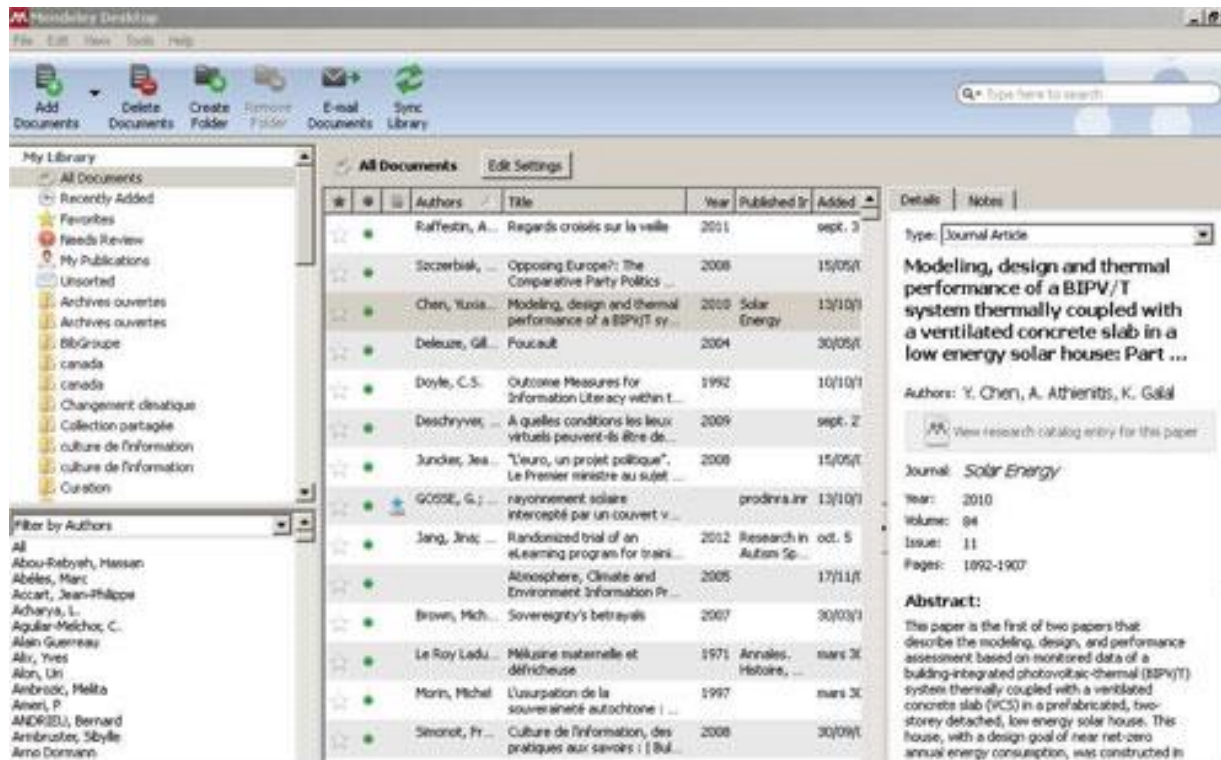 Mendeley Desktop
File Edit View Tools Help
Add Documents
Delete Documents
Create Folder
Remove Folder
E-mail Documents
Sync Library
Type here to search
My Library
All Documents
Recently Added
Favorites
Needs Review
My Publications
Unsorted
Archives ouvertes
Archives ouvertes
BibGroupe
canada
canada
Changement climatique
Collection partagée
culture de l'information
culture de l'information
Curation
Filter by Authors
All
Abou-Rebyeh, Hassan
Abéles, Marc
Accart, Jean-Philippe
Acharya, L.
Aguilar-Melchor, C.
Alain Guerreau
Alix, Yves
Alon, Uri
Ambrozic, Melita
Ameri, P
ANDRIEU, Bernard
Armbruster, Sibylle
Arno Dormann
All Documents Edit Settings
Authors Title Year Published In Added
Raffestin, A... Regards croisés sur la veille 2011 sept. 3
Szczerbiak, ... Opposing Europe?: The 2008 15/05/0
Comparative Party Politics ...
Chen, Yuxia... Modeling, design and thermal 2010 Solar 13/10/1
performance of a BIPV/T sy... Energy
Deleuze, Gil... Foucault 2004 30/05/0
Doyle, C.S. Outcome Measures for 1992 10/10/1
Information Literacy within t...
Deschryver, ... A quelles conditions les lieux 2009 sept. 2
virtuels peuvent-ils être de...
Juncker, Jea... "L'euro, un projet politique". 2008 15/05/0
Le Premier ministre au sujet ...
GOSSE, G.; ... rayonnement solaire prodinra.inr 13/10/1
intercepté par un couvert v...
Jang, Jina; ... Randomized trial of an 2012 Research in oct. 5
eLearning program for traini... Autism Sp...
Atmosphere, Climate and 2005 17/11/0
Environment Information Pr...
Brown, Mich... Sovereignty's betrayals 2007 30/03/1
Le Roy Ladu... Mélusine maternelle et 1971 Annales. mars 30
défricheuse Histoire, ...
Morin, Michel L'usurpation de la 1997 mars 30
souveraineté autochtone : ...
Simonot, Fr... Culture de l'information, des 2008 30/09/0
pratiques aux savoirs : [ Bul...
Details Notes
Type: Journal Article
Modeling, design and thermal
performance of a BIPV/T
system thermally coupled with
a ventilated concrete slab in a
low energy solar house: Part ...
Authors: Y. Chen, A. Athienitis, K. Galal
View research catalog entry for this paper
Journal: Solar Energy
Year: 2010
Volume: 84
Issue: 11
Pages: 1892-1907
Abstract:
This paper is the first of two papers that
describe the modeling, design, and performance
assessment based on monitored data of a
building-integrated photovoltaic-thermal (BIPV/T)
system thermally coupled with a ventilated
concrete slab (VCS) in a prefabricated, two-
storey detached, low energy solar house. This
house, with a design goal of near net-zero
annual energy consumption, was constructed in